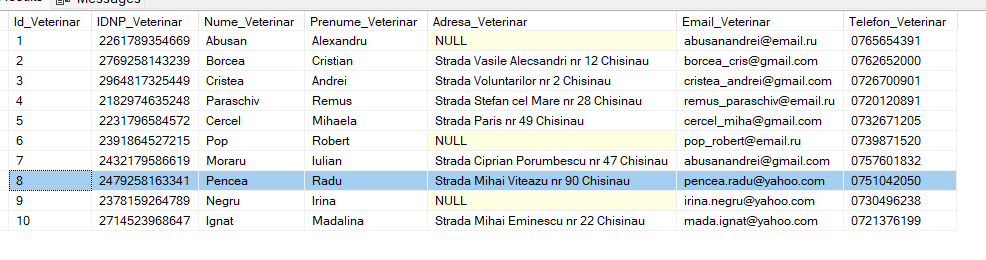 Messages
Id_Veterinar IDNP_Veterinar Nume_Veterinar Prenume_Veterinar Adresa_Veterinar Email_Veterinar Telefon_Veterinar
1 2261789354669 Abusan Alexandru NULL abusanandrei@email.ru 0765654391
2 2769258143239 Borcea Cristian Strada Vasile Alecsandri nr 12 Chisinau borcea_cris@gmail.com 0762652000
3 2964817325449 Cristea Andrei Strada Voluntarilor nr 2 Chisinau cristea_andrei@gmail.com 0726700901
4 2182974635248 Paraschiv Remus Strada Stefan cel Mare nr 28 Chisinau remus_paraschiv@email.ru 0720120891
5 2231796584572 Cercel Mihaela Strada Paris nr 49 Chisinau cercel_miha@gmail.com 0732671205
6 2391864527215 Pop Robert NULL pop_robert@email.ru 0739871520
7 2432179586619 Moraru Iulian Strada Ciprian Porumbescu nr 47 Chisinau abusanandrei@gmail.com 0757601832
8 2479258163341 Pencea Radu Strada Mihai Viteazu nr 90 Chisinau pencea.radu@yahoo.com 0751042050
9 2378159264789 Negru Irina NULL irina.negru@yahoo.com 0730496238
10 2714523968647 Ignat Madalina Strada Mihai Eminescu nr 22 Chisinau mada.ignat@yahoo.com 0721376199